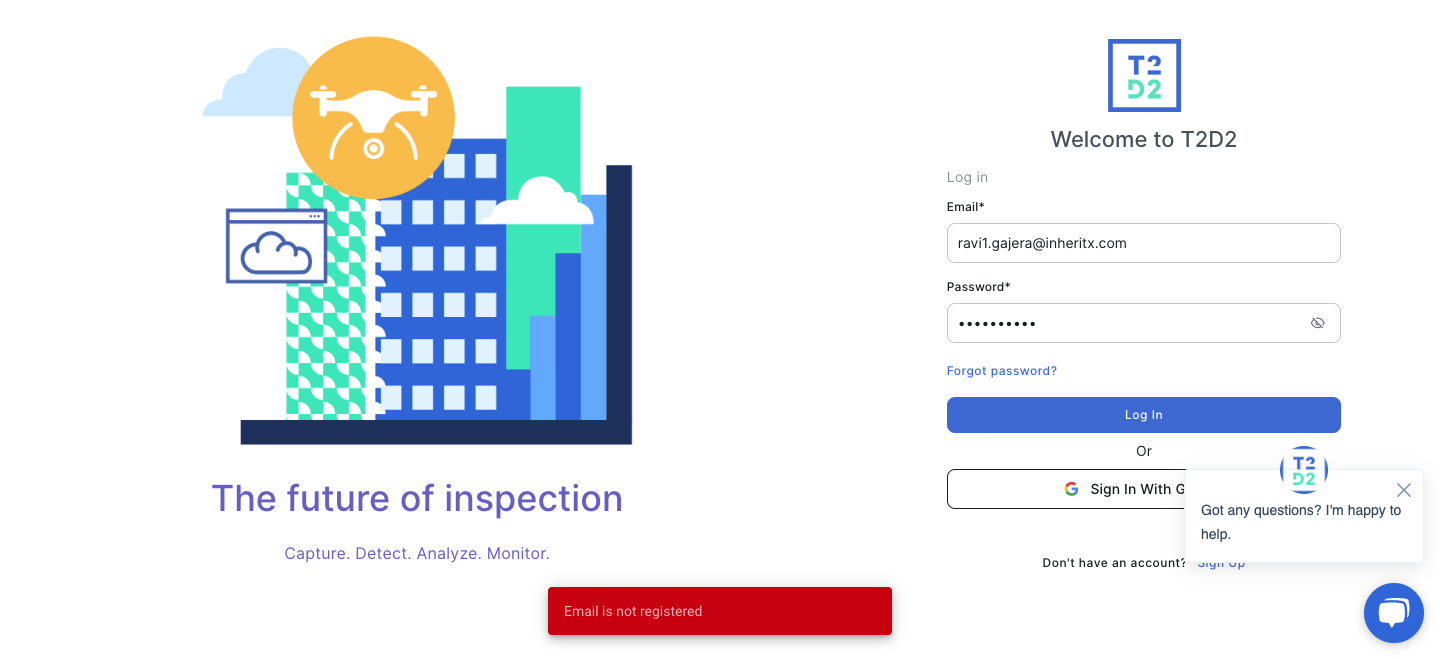 The future of inspection
Capture. Detect. Analyze. Monitor.
T2
D2
Welcome to T2D2
Log in
Email*
ravi1.gajera@inheritx.com
Password*
Forgot password?
Log In
Or
Sign In With G
T2
D2
Got any questions? I'm happy to
help.
Don't have an account? Sign Up
Email is not registered